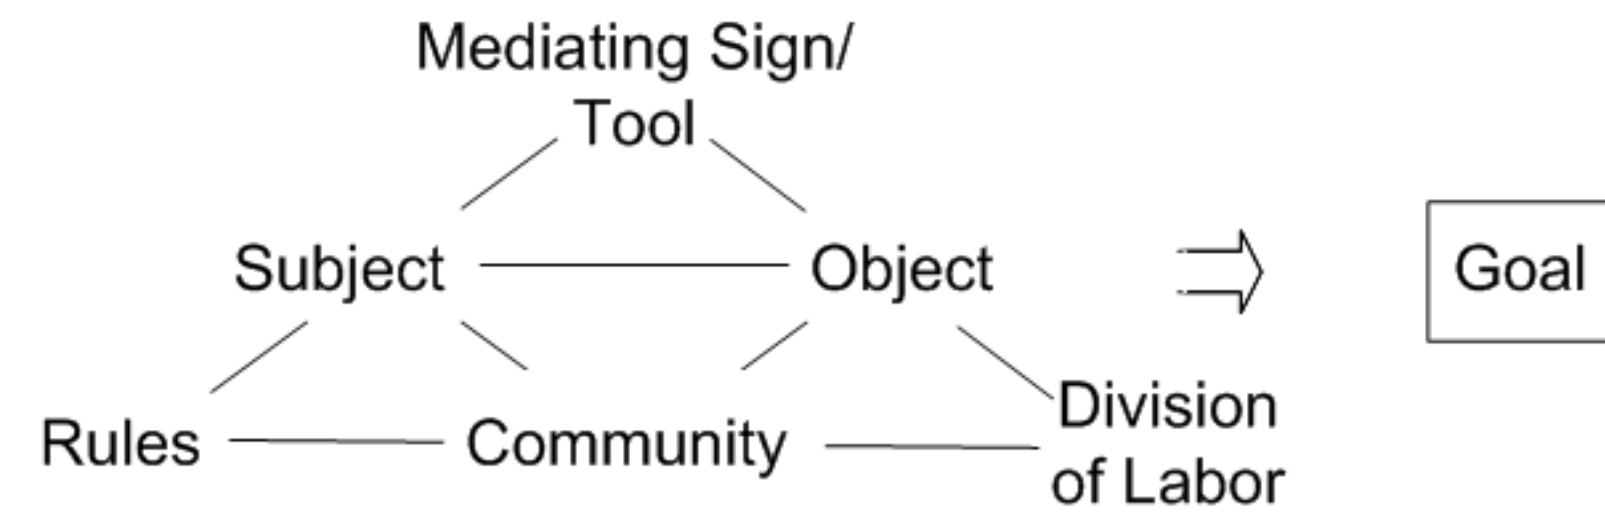 Mediating Sign/
Tool
Subject
Object
Goal
Rules
Community
Division
of Labor